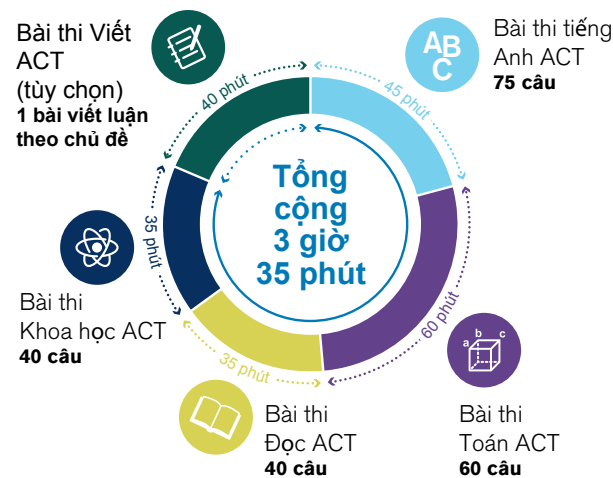 Bài thi Viết
ACT
(tùy chọn)
1 bài viết luận
theo chủ đề
40 phút
45 phút
ABC
Bài thi tiếng
Anh ACT
75 câu
Tổng
cộng
3 giờ
35 phút
35 phút
Bài thi
Khoa học ACT
40 câu
35 phút
Bài thi
Đọc ACT
40 câu
60 phút
a b c
Bài thi
Toán ACT
60 câu